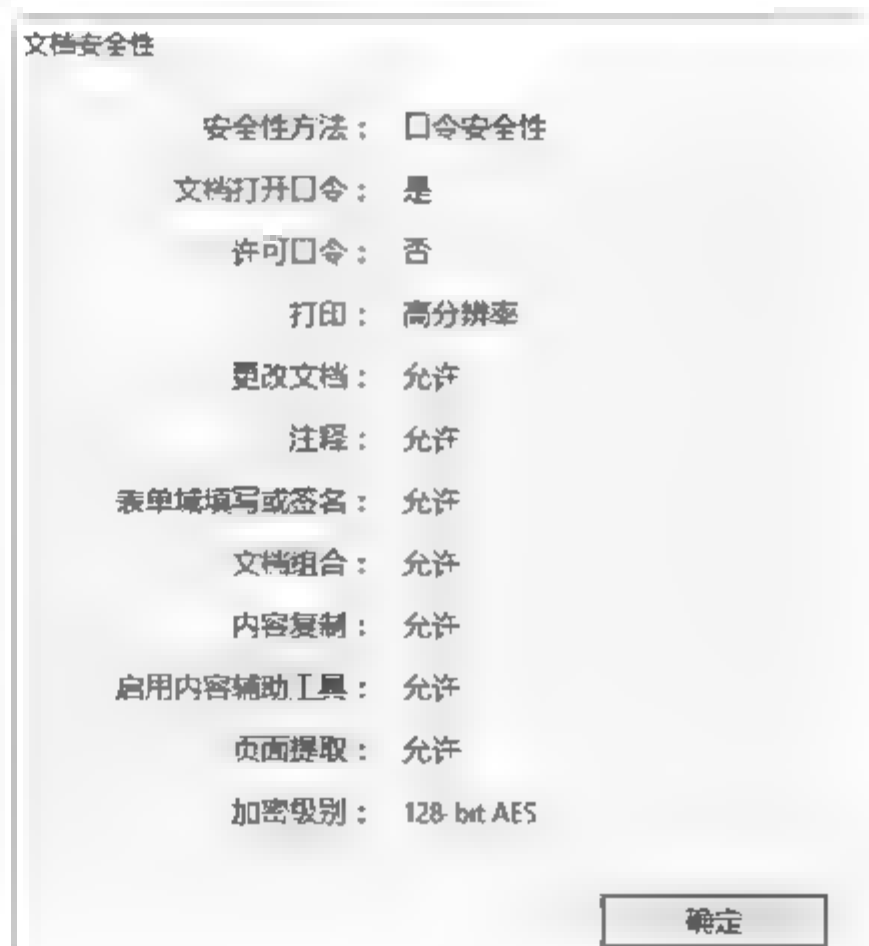 文档安全性
安全性方法： 口令安全性
文档打开口令： 是
许可口令： 否
打印： 高分辨率
更改文档： 允许
注释： 允许
表单域填写或签名： 允许
文档组合： 允许
内容复制： 允许
启用内容辅助工具： 允许
页面提取： 允许
加密级别： 128-bit AES
确定